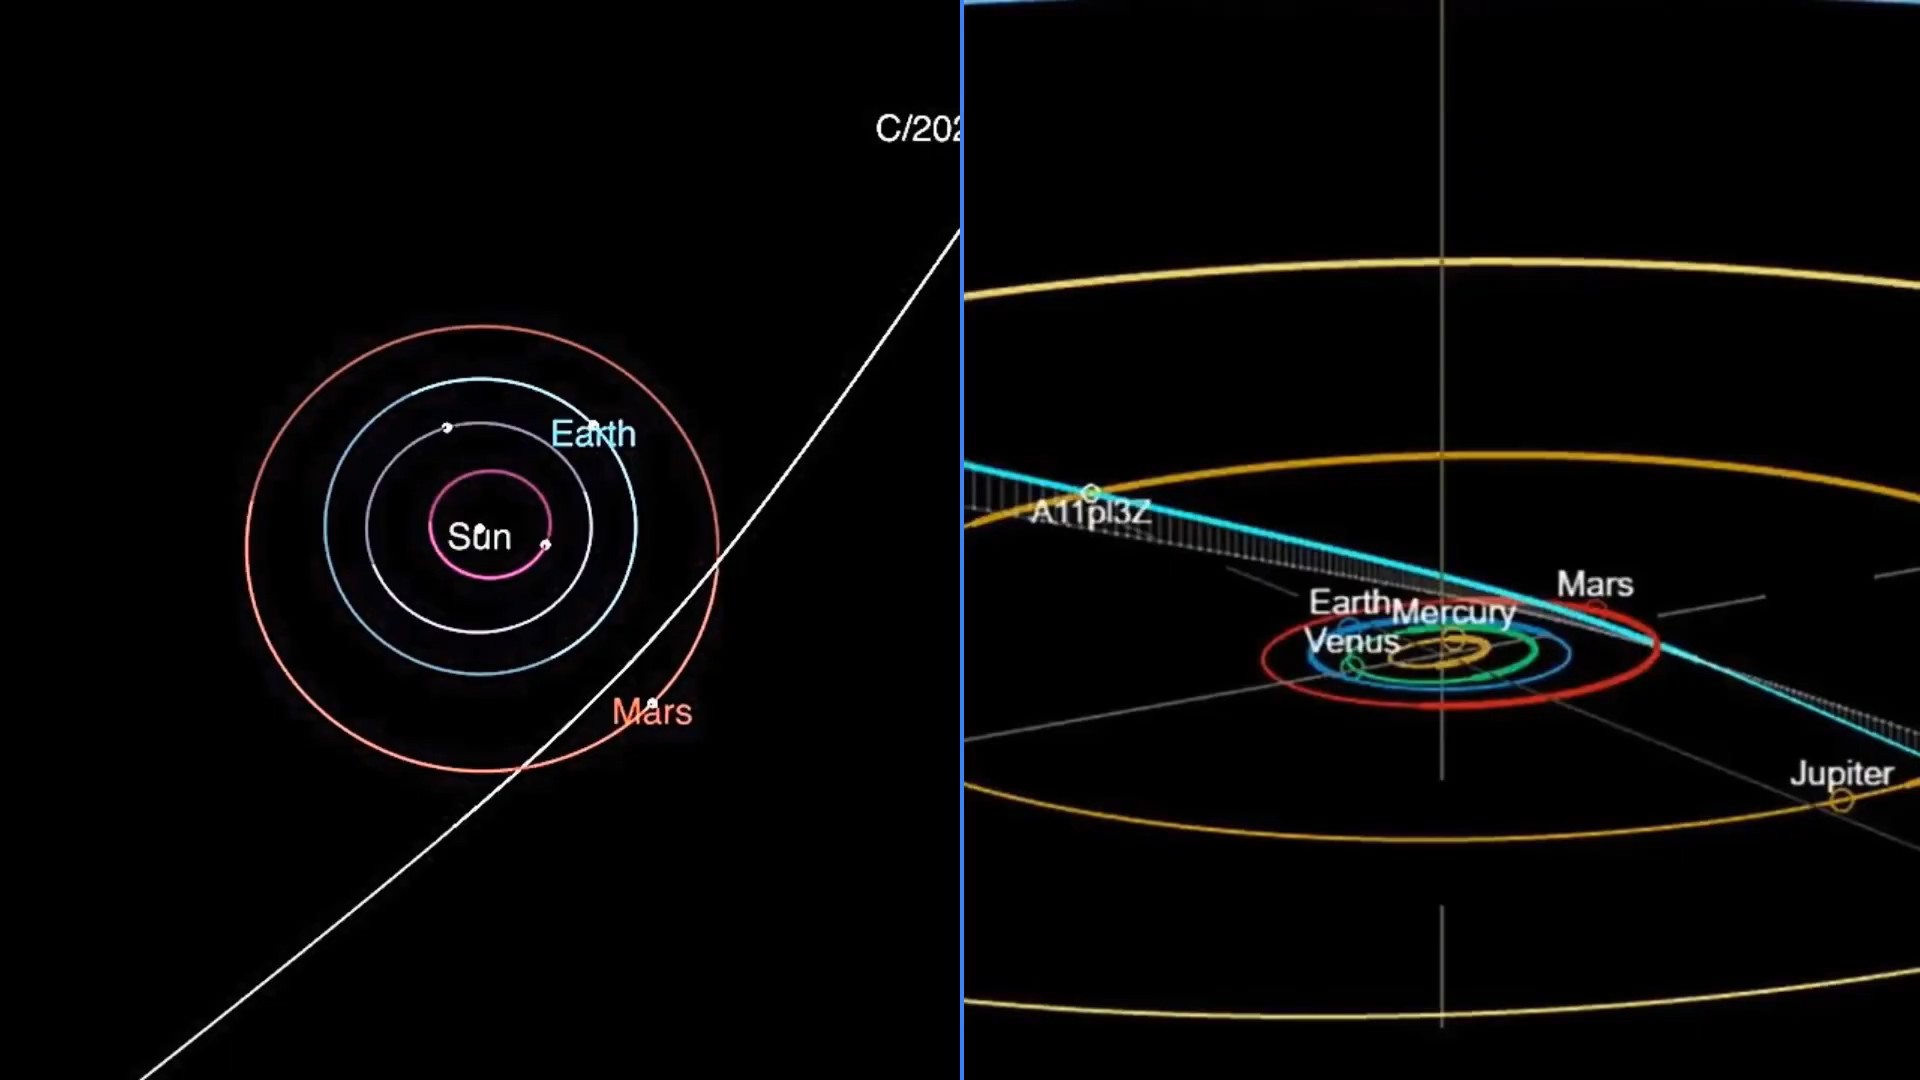 C/202
Earth
Sun
Mars
A11pl3Z
Mars
Earth
Mercury
Venus
Jupiter